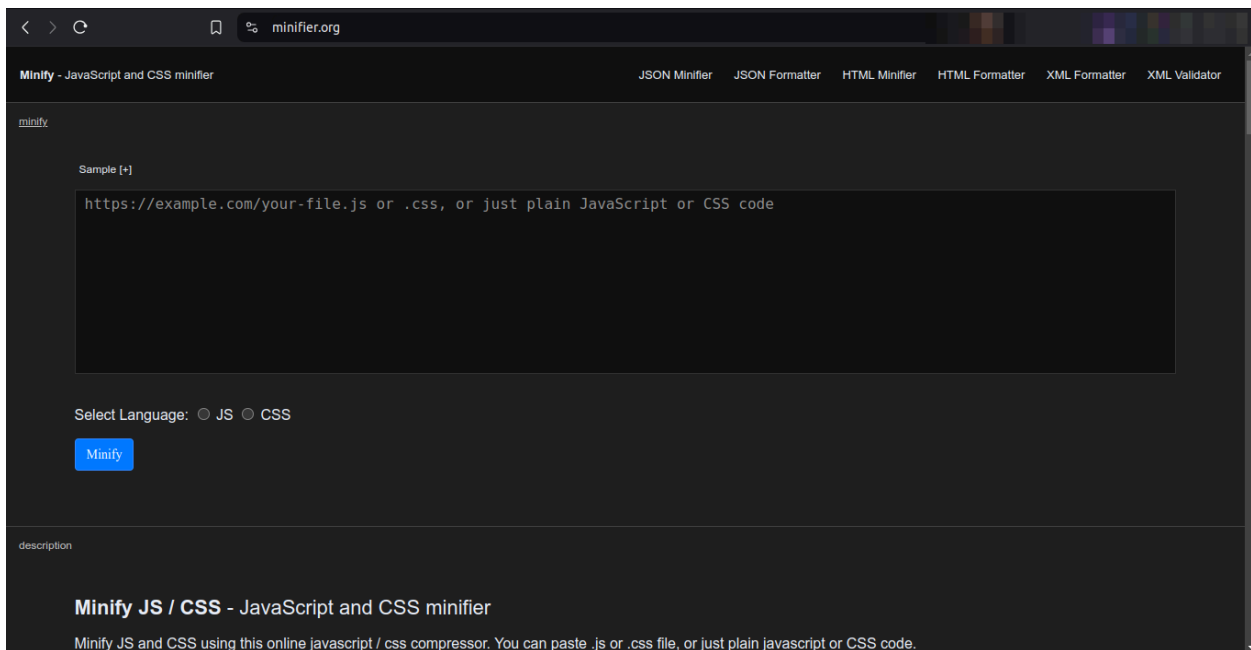 minifier.org
Minify - JavaScript and CSS minifier
JSON Minifier JSON Formatter HTML Minifier HTML Formatter XML Formatter XML Validator
minify
Sample [+]
https://example.com/your-file.js or .css, or just plain JavaScript or CSS code
Select Language: JS CSS
Minify
description
Minify JS / CSS - JavaScript and CSS minifier
Minify JS and CSS using this online javascript / css compressor. You can paste .js or .css file, or just plain javascript or CSS code.